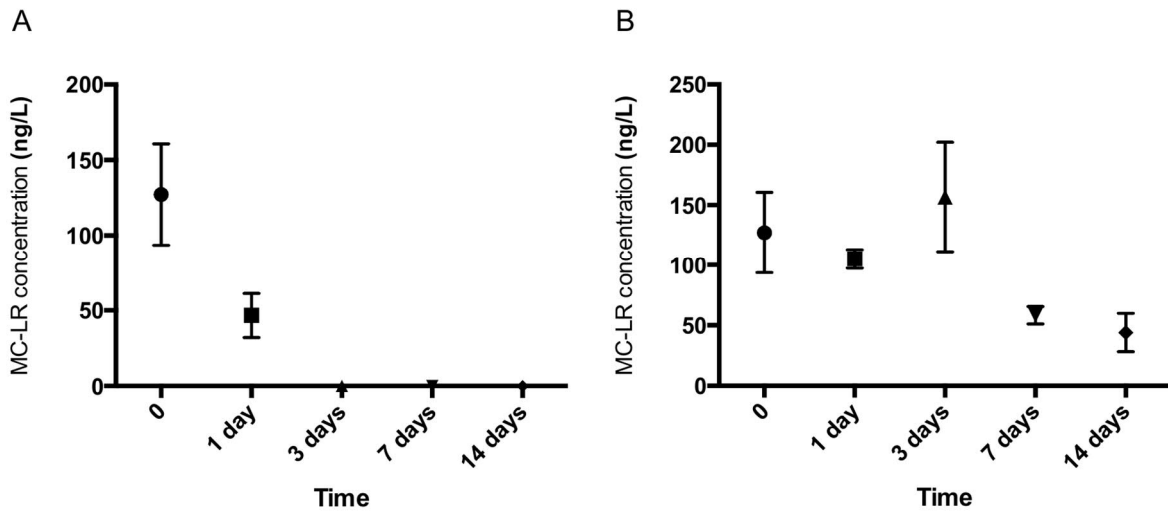 A
MC-LR concentration (ng/L)
200
150
100
50
0
0
1 day
3 days
7 days
14 days
Time
B
MC-LR concentration (ng/L)
250
200
150
100
50
0
0
1 day
3 days
7 days
14 days
Time